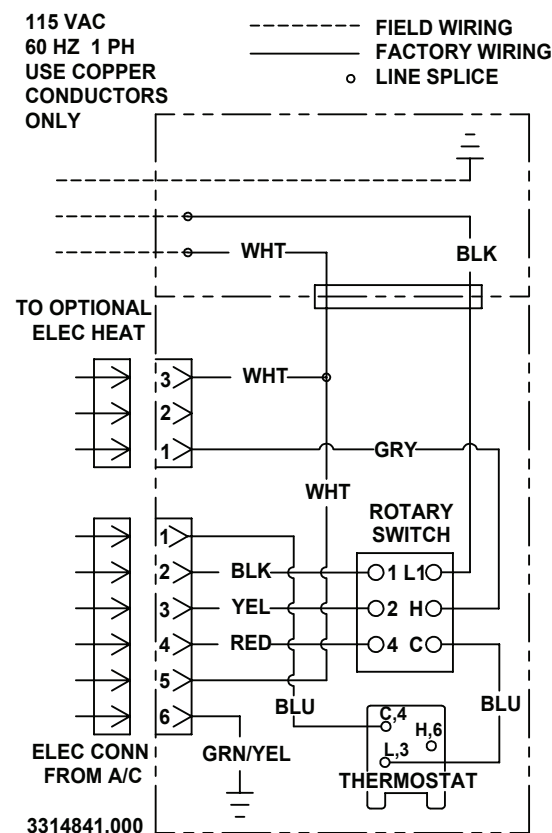 115 VAC
60 HZ 1 PH
USE COPPER
CONDUCTORS
ONLY
FIELD WIRING
FACTORY WIRING
LINE SPLICE
WHT
BLK
TO OPTIONAL
ELEC HEAT
3
WHT
2
1
GRY
WHT
ROTARY
SWITCH
1
2
BLK
1 L1
3
YEL
2 H
4
RED
4 C
5
6
BLU
BLU
C,4
H,6
L,3
GRN/YEL
THERMOSTAT
ELEC CONN
FROM A/C
3314841.000